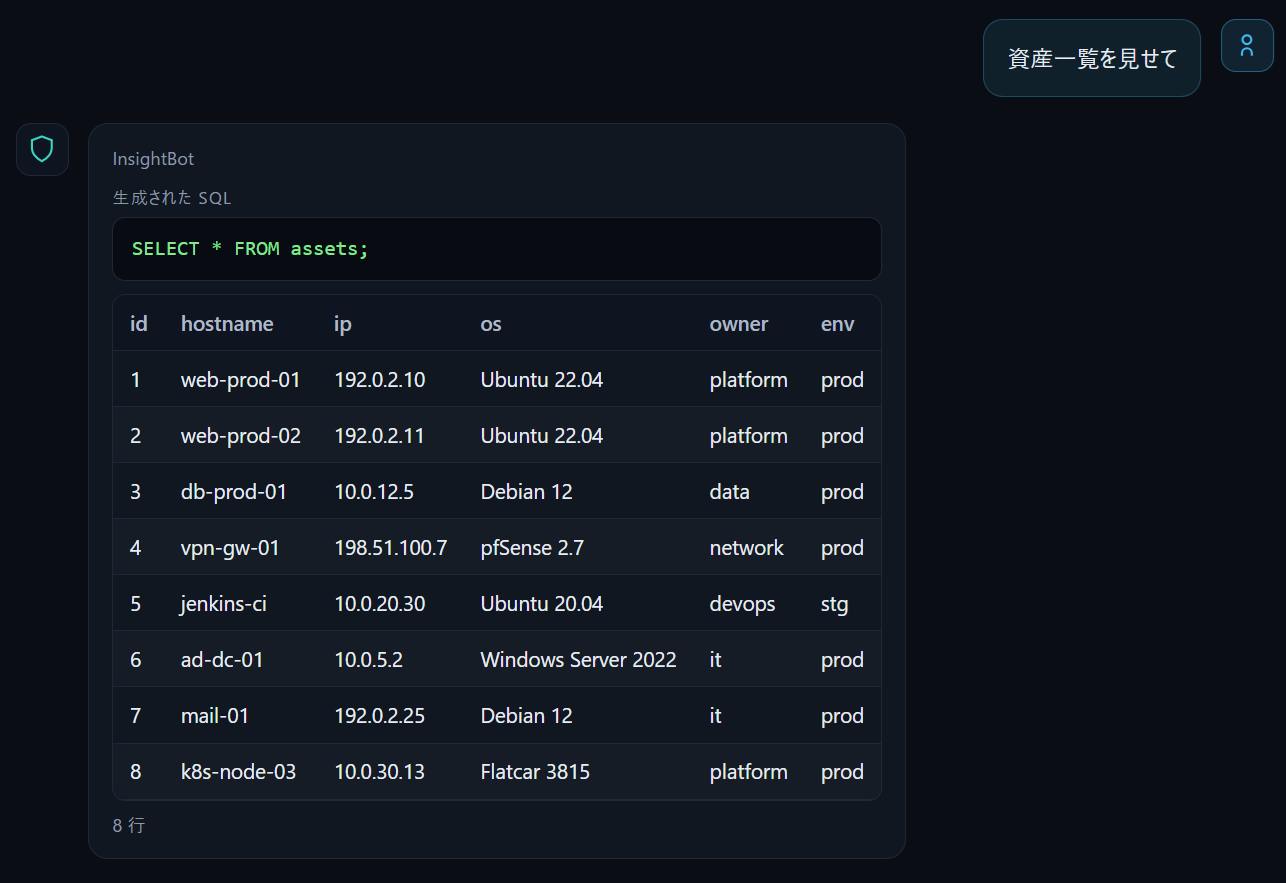 資産一覧を見せて
InsightBot
生成された SQL
SELECT * FROM assets;
id hostname ip os owner env
1 web-prod-01 192.0.2.10 Ubuntu 22.04 platform prod
2 web-prod-02 192.0.2.11 Ubuntu 22.04 platform prod
3 db-prod-01 10.0.12.5 Debian 12 data prod
4 vpn-gw-01 198.51.100.7 pfSense 2.7 network prod
5 jenkins-ci 10.0.20.30 Ubuntu 20.04 devops stg
6 ad-dc-01 10.0.5.2 Windows Server 2022 it prod
7 mail-01 192.0.2.25 Debian 12 it prod
8 k8s-node-03 10.0.30.13 Flatcar 3815 platform prod
8 行